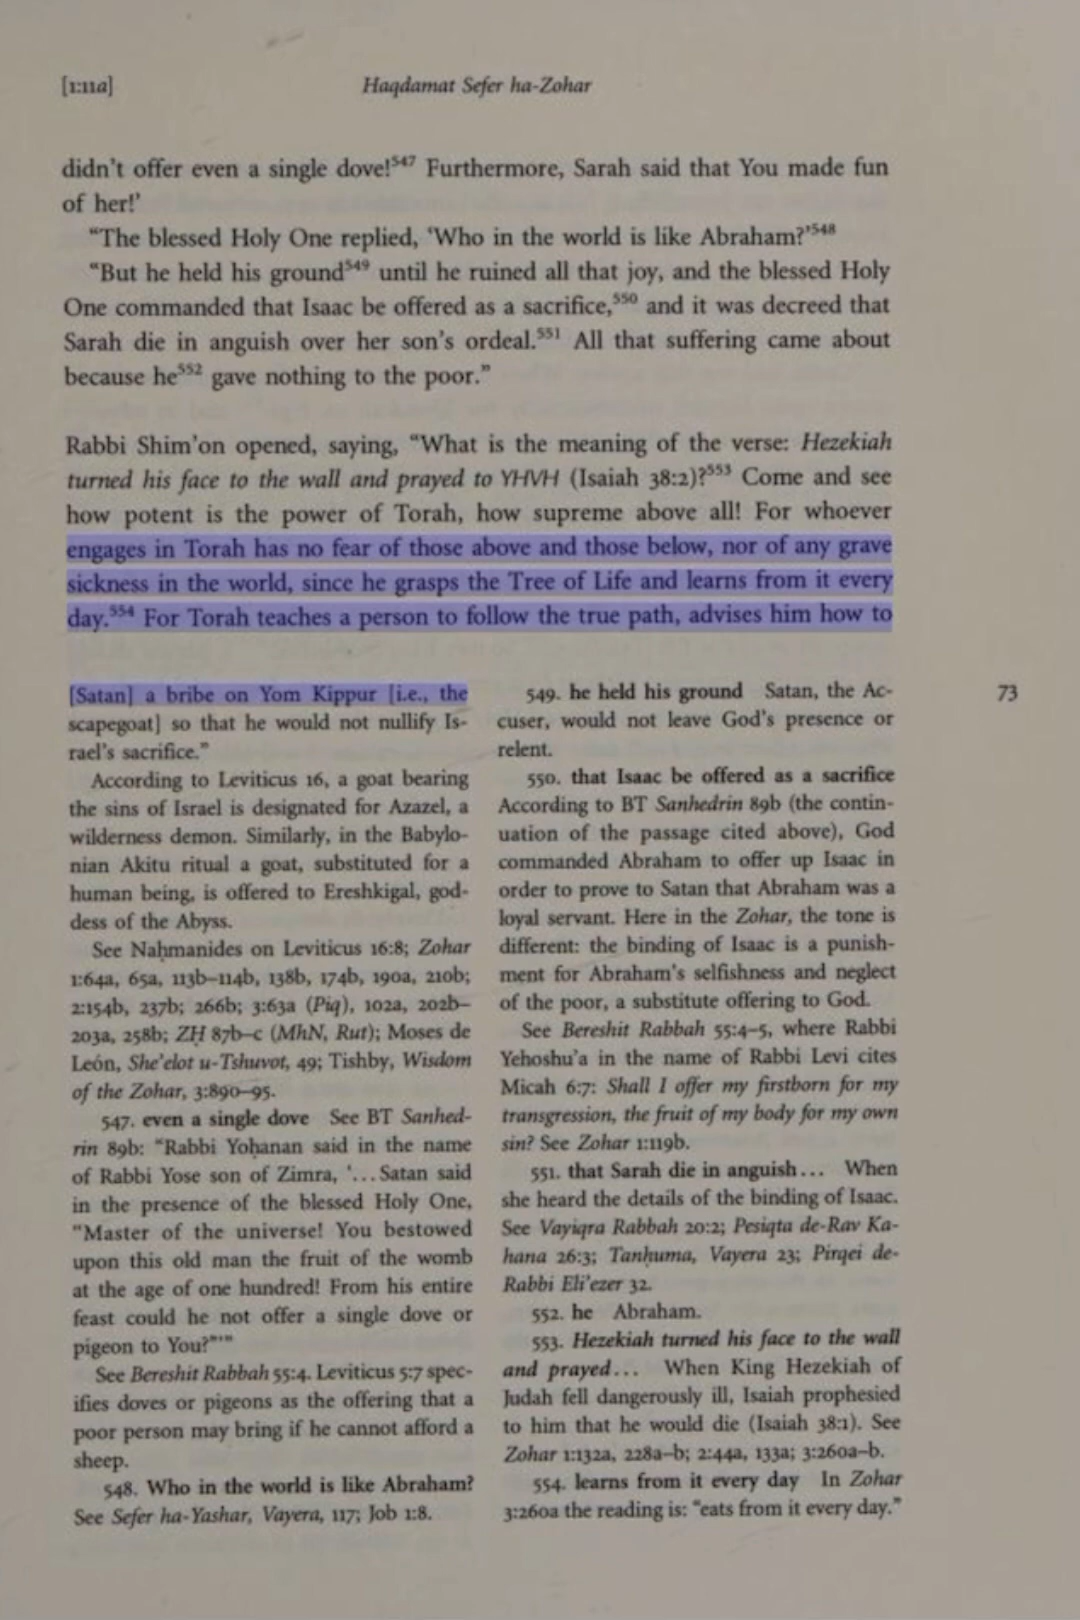 [1:11a]
Haqdamat Sefer ha-Zohar
didn't offer even a single dove!547 Furthermore, Sarah said that You made fun
of her!'
"The blessed Holy One replied, 'Who in the world is like Abraham?'548
"But he held his ground549 until he ruined all that joy, and the blessed Holy
One commanded that Isaac be offered as a sacrifice,550 and it was decreed that
Sarah die in anguish over her son's ordeal.551 All that suffering came about
because he552 gave nothing to the poor."
Rabbi Shim'on opened, saying, "What is the meaning of the verse: Hezekiah
turned his face to the wall and prayed to YHVH (Isaiah 38:2)?553 Come and see
how potent is the power of Torah, how supreme above all! For whoever
engages in Torah has no fear of those above and those below, nor of any grave
sickness in the world, since he grasps the Tree of Life and learns from it every
day.554 For Torah teaches a person to follow the true path, advises him how to
[Satan] a bribe on Yom Kippur [i.e., the
scapegoat] so that he would not nullify Is-
rael's sacrifice."
According to Leviticus 16, a goat bearing
the sins of Israel is designated for Azazel, a
wilderness demon. Similarly, in the Babylo-
nian Akitu ritual a goat, substituted for a
human being, is offered to Ereshkigal, god-
dess of the Abyss.
See Naḥmanides on Leviticus 16:8; Zohar
1:64a, 65a, 113b–114b, 138b, 174b, 190a, 210b;
2:154b, 237b; 266b; 3:63a (Piq), 102a, 202b–
203a, 258b; ZḤ 87b–c (MhN, Rut); Moses de
León, She'elot u-Tshuvot, 49; Tishby, Wisdom
of the Zohar, 3:890–95.
547. even a single dove See BT Sanhed-
rin 89b: "Rabbi Yoḥanan said in the name
of Rabbi Yose son of Zimra, '...Satan said
in the presence of the blessed Holy One,
"Master of the universe! You bestowed
upon this old man the fruit of the womb
at the age of one hundred! From his entire
feast could he not offer a single dove or
pigeon to You?"'"
See Bereshit Rabbah 55:4. Leviticus 5:7 spec-
ifies doves or pigeons as the offering that a
poor person may bring if he cannot afford a
sheep.
548. Who in the world is like Abraham?
See Sefer ha-Yashar, Vayera, 117; Job 1:8.
549. he held his ground Satan, the Ac-
cuser, would not leave God's presence or
relent.
550. that Isaac be offered as a sacrifice
According to BT Sanhedrin 89b (the contin-
uation of the passage cited above), God
commanded Abraham to offer up Isaac in
order to prove to Satan that Abraham was a
loyal servant. Here in the Zohar, the tone is
different: the binding of Isaac is a punish-
ment for Abraham's selfishness and neglect
of the poor, a substitute offering to God.
See Bereshit Rabbah 55:4–5, where Rabbi
Yehoshu'a in the name of Rabbi Levi cites
Micah 6:7: Shall I offer my firstborn for my
transgression, the fruit of my body for my own
sin? See Zohar 1:119b.
551. that Sarah die in anguish... When
she heard the details of the binding of Isaac.
See Vayiqra Rabbah 20:2; Pesiqta de-Rav Ka-
hana 26:3; Tanḥuma, Vayera 23; Pirqei de-
Rabbi Eli'ezer 32.
552. he Abraham.
553. Hezekiah turned his face to the wall
and prayed... When King Hezekiah of
Judah fell dangerously ill, Isaiah prophesied
to him that he would die (Isaiah 38:1). See
Zohar 1:132a, 228a–b; 2:44a, 133a; 3:260a–b.
554. learns from it every day In Zohar
3:260a the reading is: "eats from it every day."
73